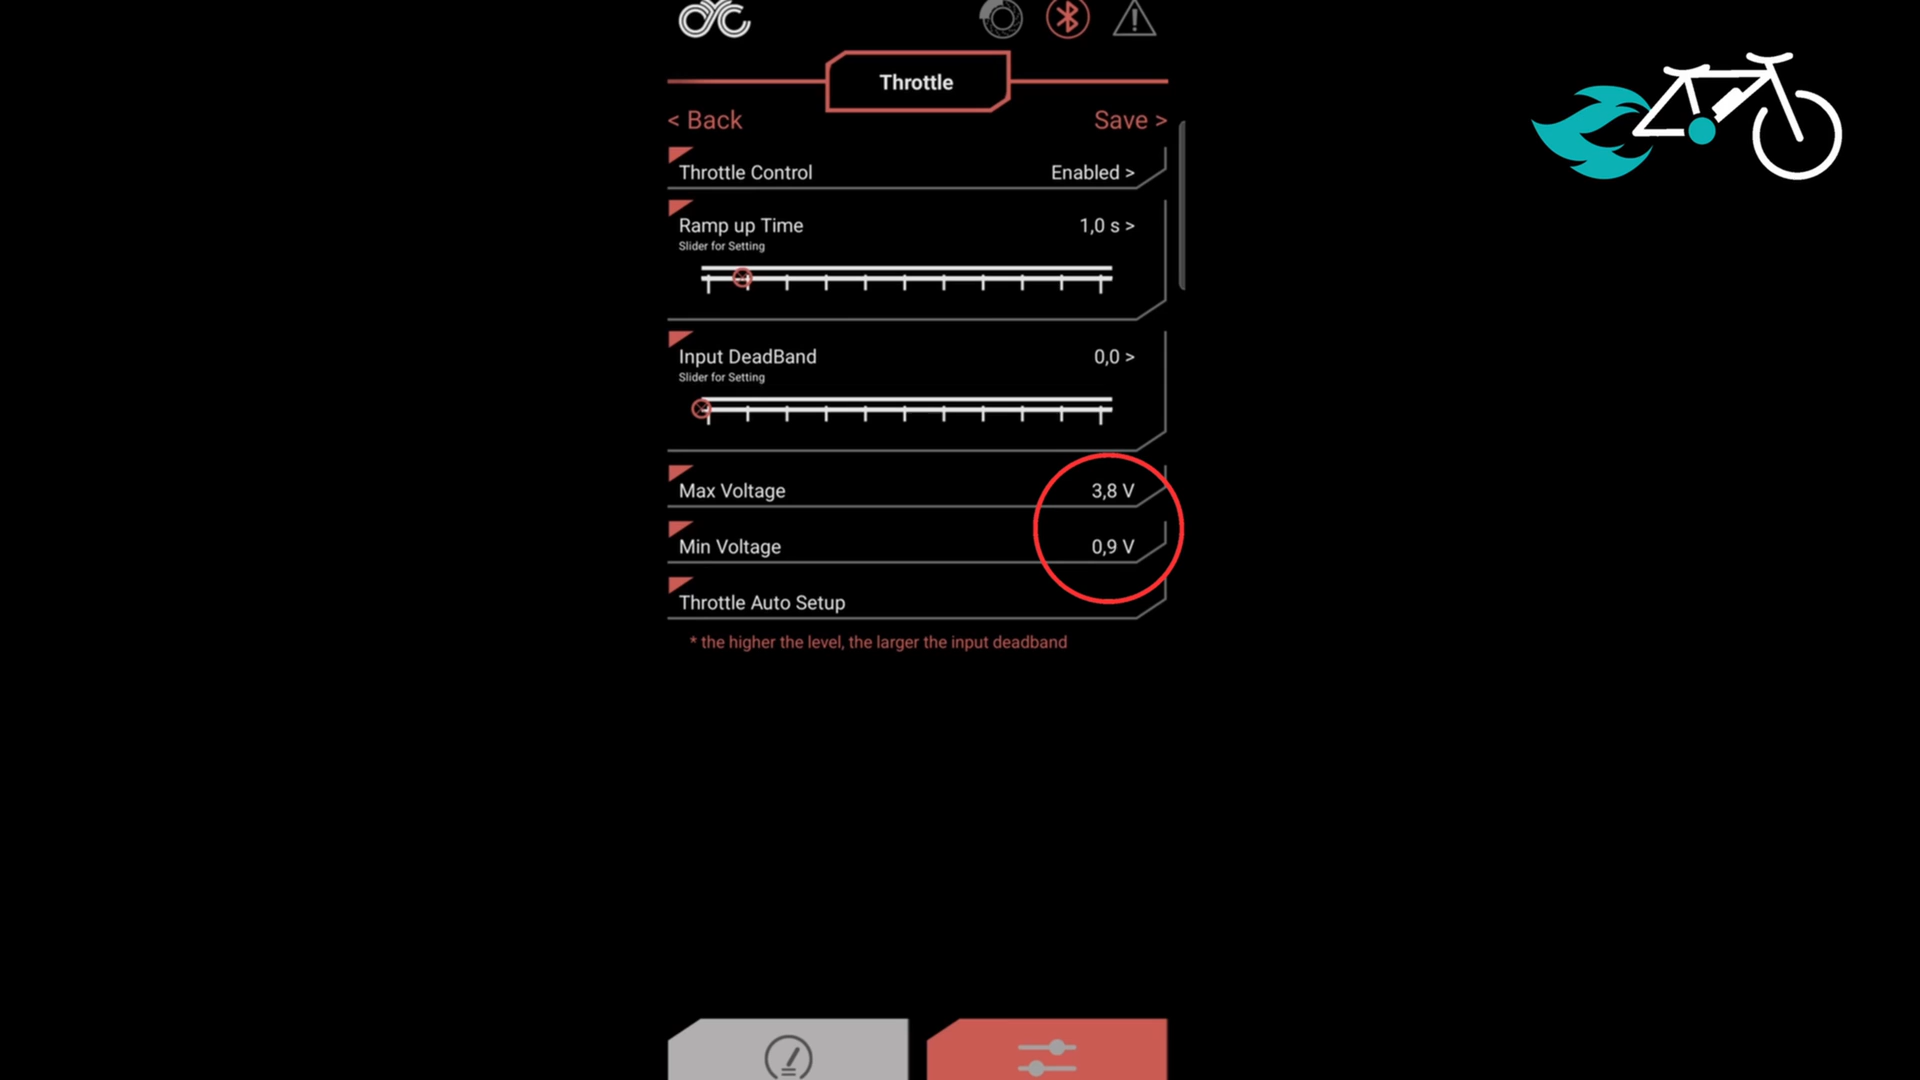 Throttle
< Back
Save >
Throttle Control
Enabled >
Ramp up Time
1,0 s >
Slider for Setting
Input DeadBand
0,0 >
Slider for Setting
Max Voltage
3,8 V
Min Voltage
0,9 V
Throttle Auto Setup
* the higher the level, the larger the input deadband